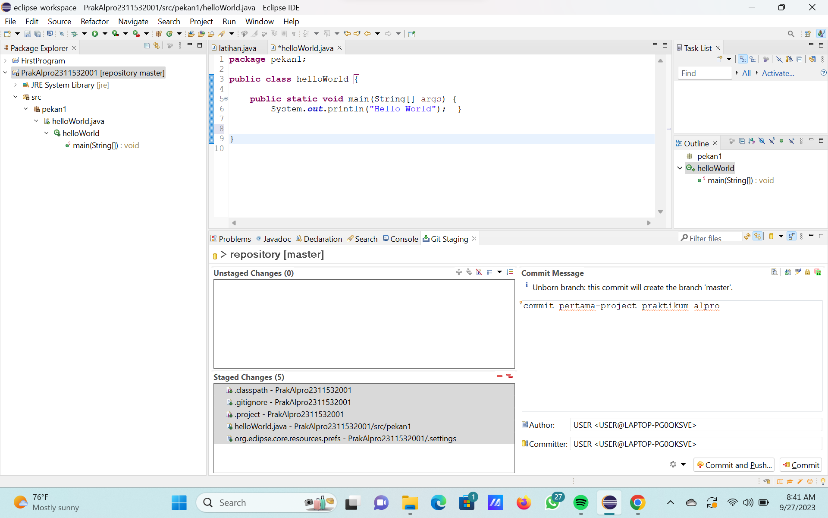 eclipse workspace - PrakAlpro2311532001/src/pekan1/helloWorld.java - Eclipse IDE
File Edit Source Refactor Navigate Search Project Run Window Help
Package Explorer
FirstProgram
PrakAlpro2311532001 [repository master]
JRE System Library [jre]
src
pekan1
helloWorld.java
helloWorld
main(String[]) : void
latihan.java *helloWorld.java
1 package pekan1;
2
3 public class helloWorld {
4
5 public static void main(String[] args) {
6 System.out.println("Hello World"); }
7
8
9 }
10
Task List
Find All Activate...
Outline
pekan1
helloWorld
main(String[]) : void
Problems Javadoc Declaration Search Console Git Staging
Filter files
> repository [master]
Unstaged Changes (0)
Staged Changes (5)
.classpath - PrakAlpro2311532001
.gitignore - PrakAlpro2311532001
.project - PrakAlpro2311532001
helloWorld.java - PrakAlpro2311532001/src/pekan1
org.eclipse.core.resources.prefs - PrakAlpro2311532001/.settings
Commit Message
Unborn branch: this commit will create the branch 'master'.
commit pertama-project praktikum alpro
Author: USER <USER@LAPTOP-PG0OKSVE>
Committer: USER <USER@LAPTOP-PG0OKSVE>
Commit and Push... Commit
76°F
Mostly sunny
Search
1
27
8:41 AM
9/27/2023